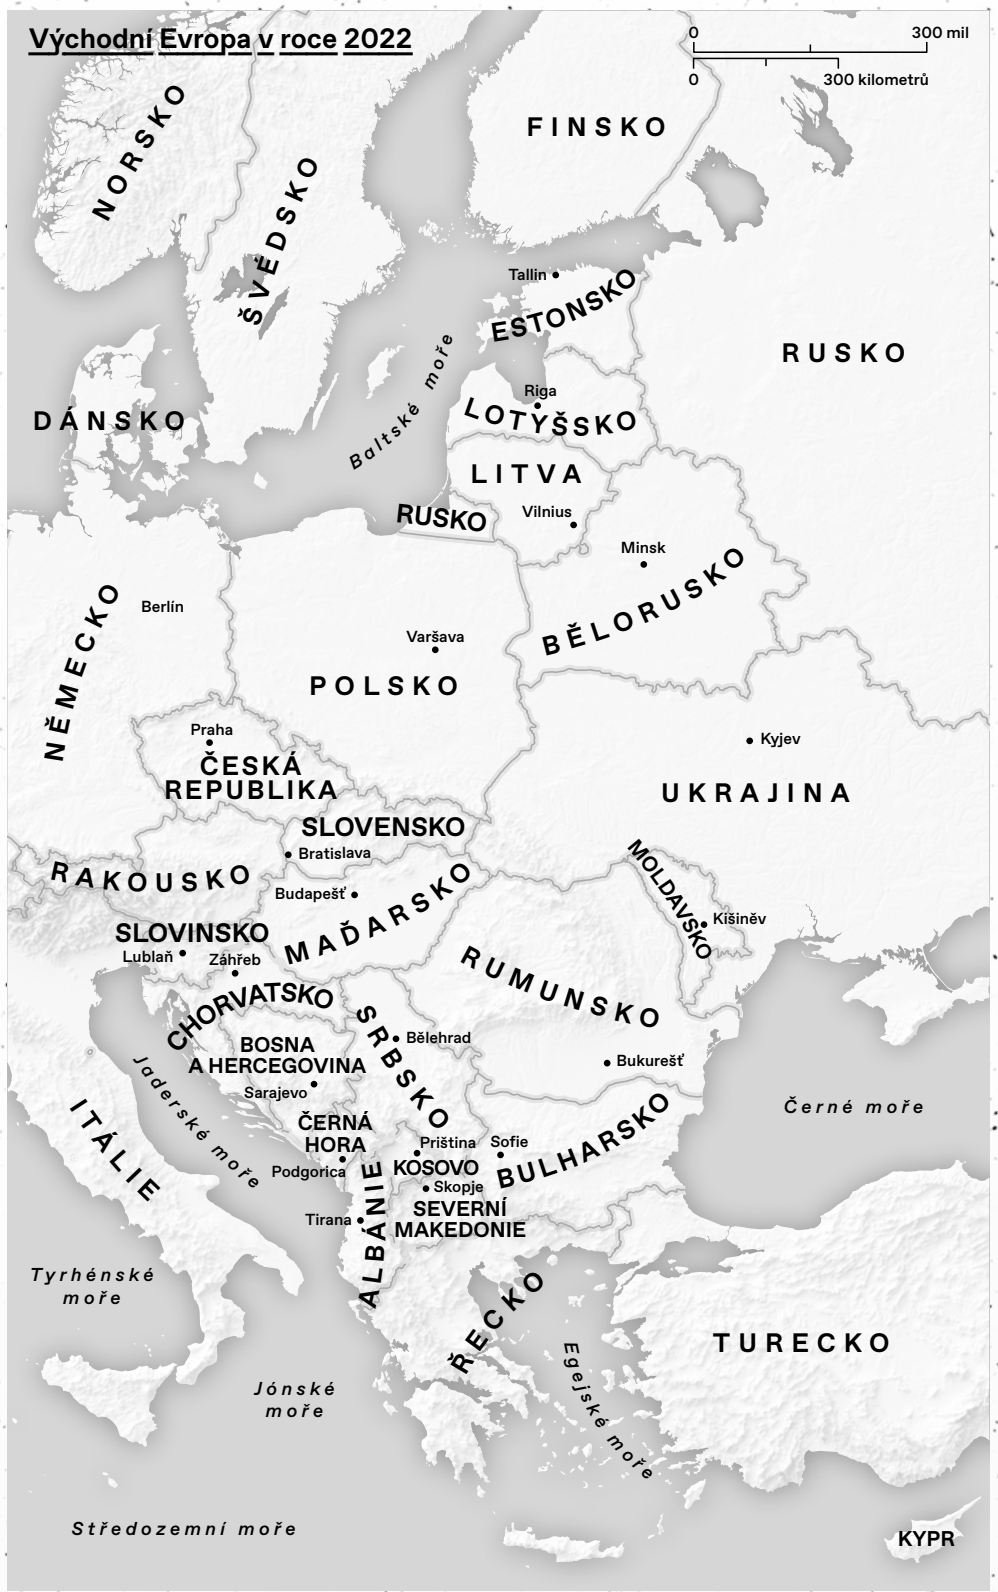 Východní Evropa v roce 2022
0 300 mil
0 300 kilometrů
NORSKO
FINSKO
ŠVÉDSKO
Tallin
ESTONSKO
RUSKO
Baltské moře
Riga
LOTYŠSKO
DÁNSKO
LITVA
RUSKO
Vilnius
Minsk
BĚLORUSKO
NĚMECKO
Berlín
Varšava
POLSKO
Praha
ČESKÁ
REPUBLIKA
Kyjev
UKRAJINA
SLOVENSKO
Bratislava
RAKOUSKO
Budapešť
MAĎARSKO
MOLDAVSKO
Kišiněv
SLOVINSKO
Lublaň
Záhřeb
CHORVATSKO
RUMUNSKO
SRBSKO
Bělehrad
BOSNA
A HERCEGOVINA
Sarajevo
Bukurešť
Jaderské moře
ITÁLIE
Černé moře
ČERNÁ
HORA
Podgorica
Priština
KOSOVO
Sofie
BULHARSKO
Skopje
SEVERNÍ
MAKEDONIE
Tirana
ALBÁNIE
Tyrhénské
moře
ŘECKO
TURECKO
Egejské moře
Jónské
moře
Středozemní moře
KYPR